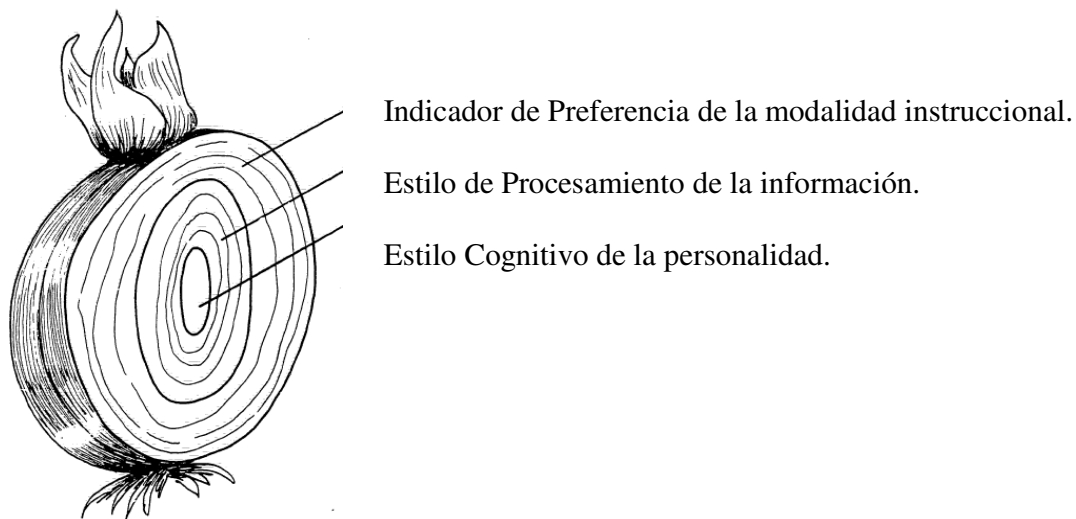 Indicador de Preferencia de la modalidad instruccional.
Estilo de Procesamiento de la información.
Estilo Cognitivo de la personalidad.